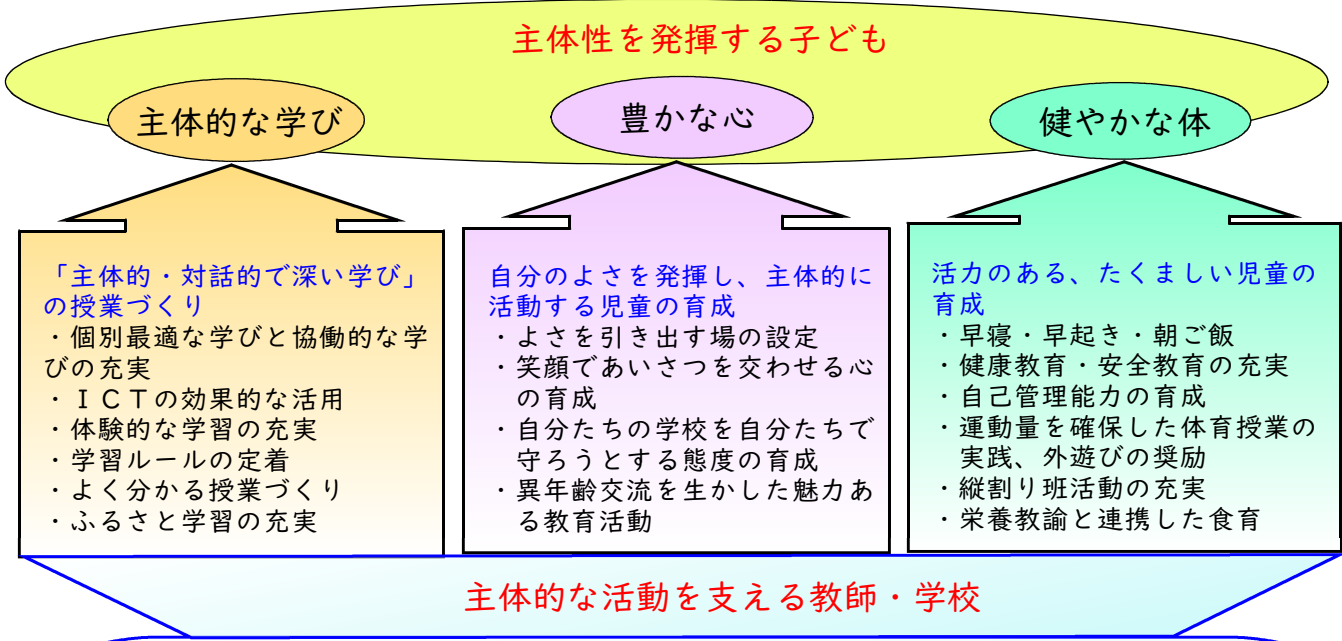 主体性を発揮する子ども
主体的な学び
豊かな心
健やかな体
「主体的・対話的で深い学び」
の授業づくり
・個別最適な学びと協働的な学
びの充実
・ＩＣＴの効果的な活用
・体験的な学習の充実
・学習ルールの定着
・よく分かる授業づくり
・ふるさと学習の充実
自分のよさを発揮し、主体的に
活動する児童の育成
・よさを引き出す場の設定
・笑顔であいさつを交わせる心
の育成
・自分たちの学校を自分たちで
守ろうとする態度の育成
・異年齢交流を生かした魅力あ
る教育活動
活力のある、たくましい児童の
育成
・早寝・早起き・朝ご飯
・健康教育・安全教育の充実
・自己管理能力の育成
・運動量を確保した体育授業の
実践、外遊びの奨励
・縦割り班活動の充実
・栄養教諭と連携した食育
主体的な活動を支える教師・学校